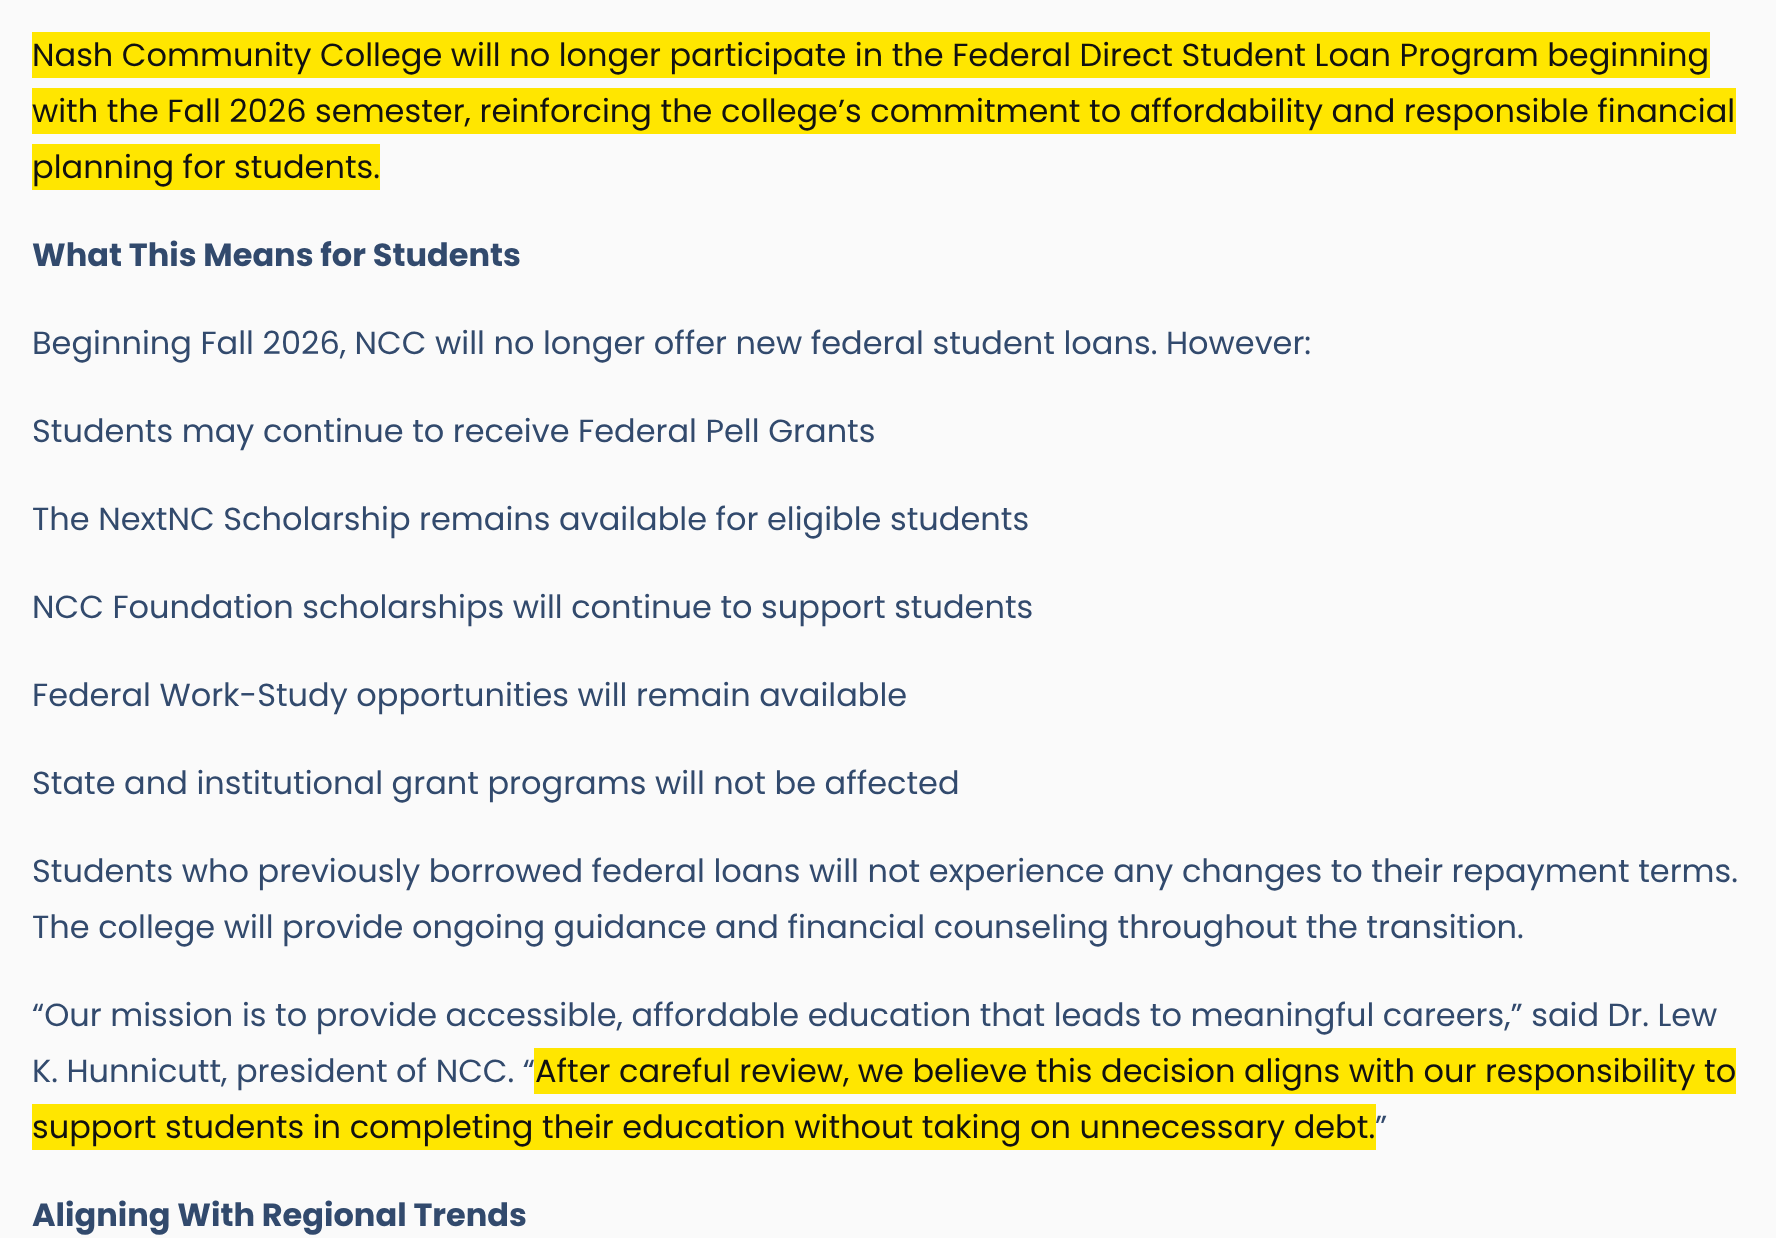 Nash Community College will no longer participate in the Federal Direct Student Loan Program beginning
with the Fall 2026 semester, reinforcing the college’s commitment to affordability and responsible financial
planning for students.
What This Means for Students
Beginning Fall 2026, NCC will no longer offer new federal student loans. However:
Students may continue to receive Federal Pell Grants
The NextNC Scholarship remains available for eligible students
NCC Foundation scholarships will continue to support students
Federal Work-Study opportunities will remain available
State and institutional grant programs will not be affected
Students who previously borrowed federal loans will not experience any changes to their repayment terms.
The college will provide ongoing guidance and financial counseling throughout the transition.
“Our mission is to provide accessible, affordable education that leads to meaningful careers,” said Dr. Lew
K. Hunnicutt, president of NCC. “After careful review, we believe this decision aligns with our responsibility to
support students in completing their education without taking on unnecessary debt.”
Aligning With Regional Trends